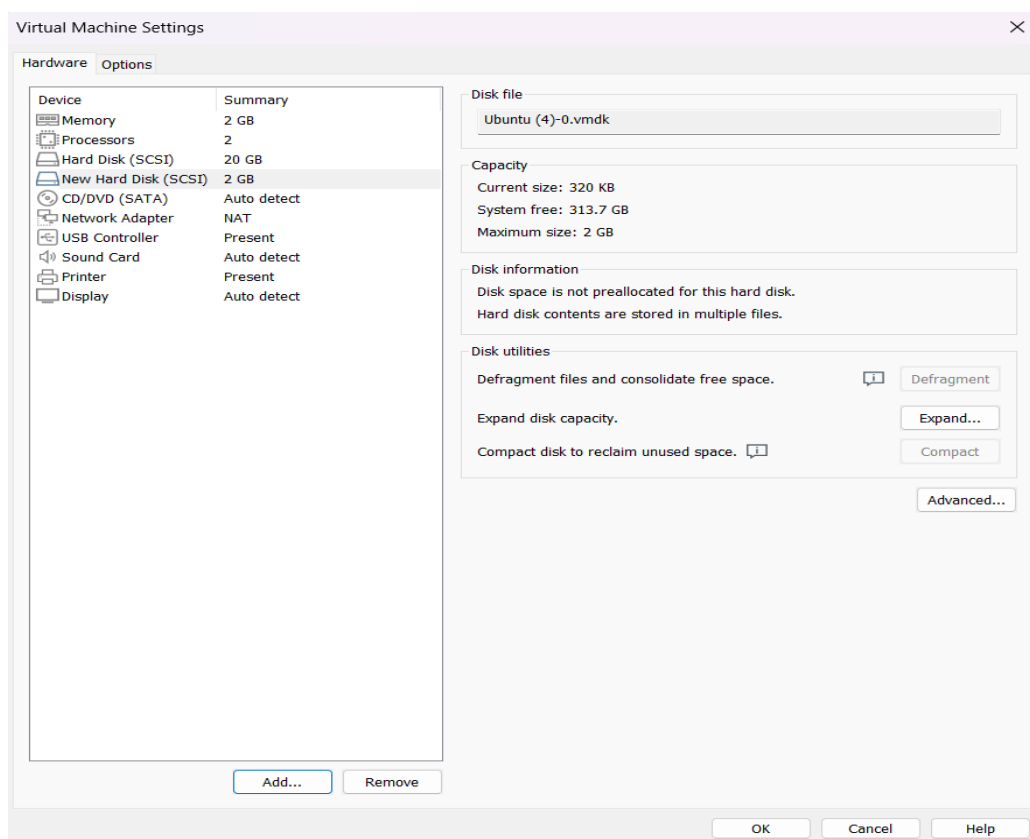 Virtual Machine Settings
Hardware Options
Device Summary
Memory 2 GB
Processors 2
Hard Disk (SCSI) 20 GB
New Hard Disk (SCSI) 2 GB
CD/DVD (SATA) Auto detect
Network Adapter NAT
USB Controller Present
Sound Card Auto detect
Printer Present
Display Auto detect
Add... Remove
Disk file
Ubuntu (4)-0.vmdk
Capacity
Current size: 320 KB
System free: 313.7 GB
Maximum size: 2 GB
Disk information
Disk space is not preallocated for this hard disk.
Hard disk contents are stored in multiple files.
Disk utilities
Defragment files and consolidate free space. Defragment
Expand disk capacity. Expand...
Compact disk to reclaim unused space. Compact
Advanced...
OK Cancel Help